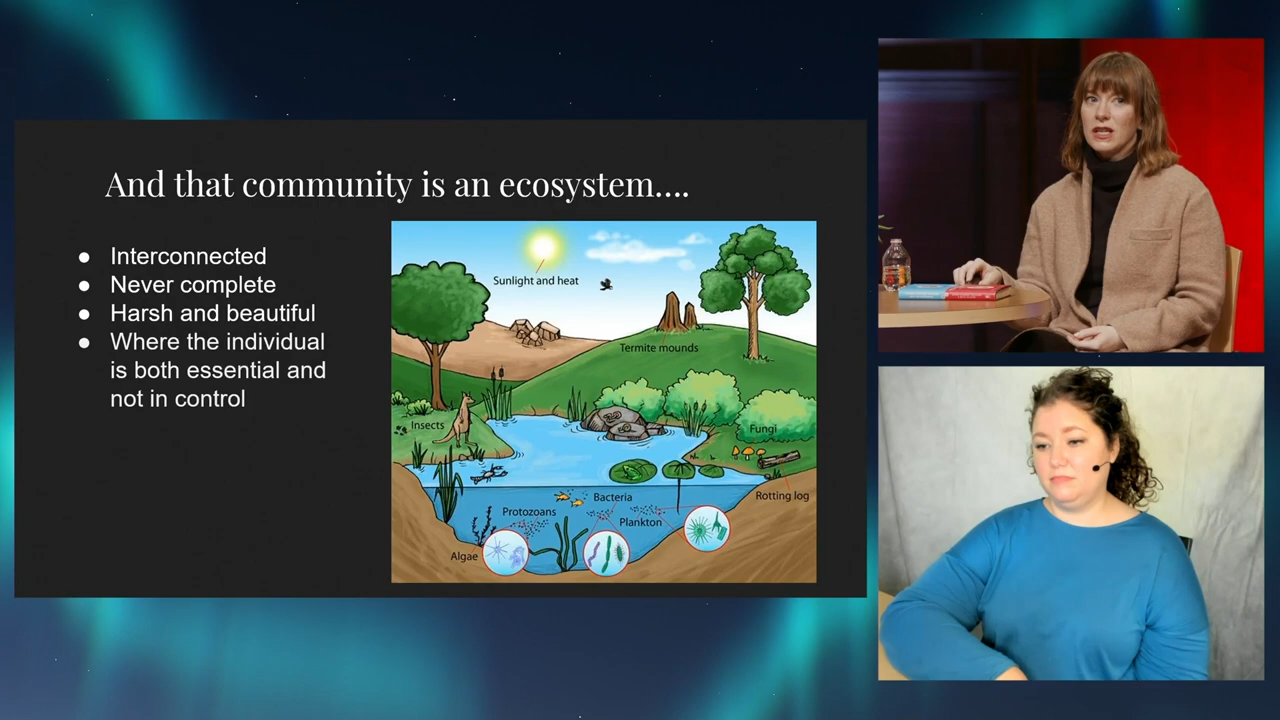 And that community is an ecosystem....
● Interconnected
● Never complete
● Harsh and beautiful
● Where the individual
is both essential and
not in control
Sunlight and heat
Termite mounds
Insects
Fungi
Rotting log
Bacteria
Protozoans
Plankton
Algae